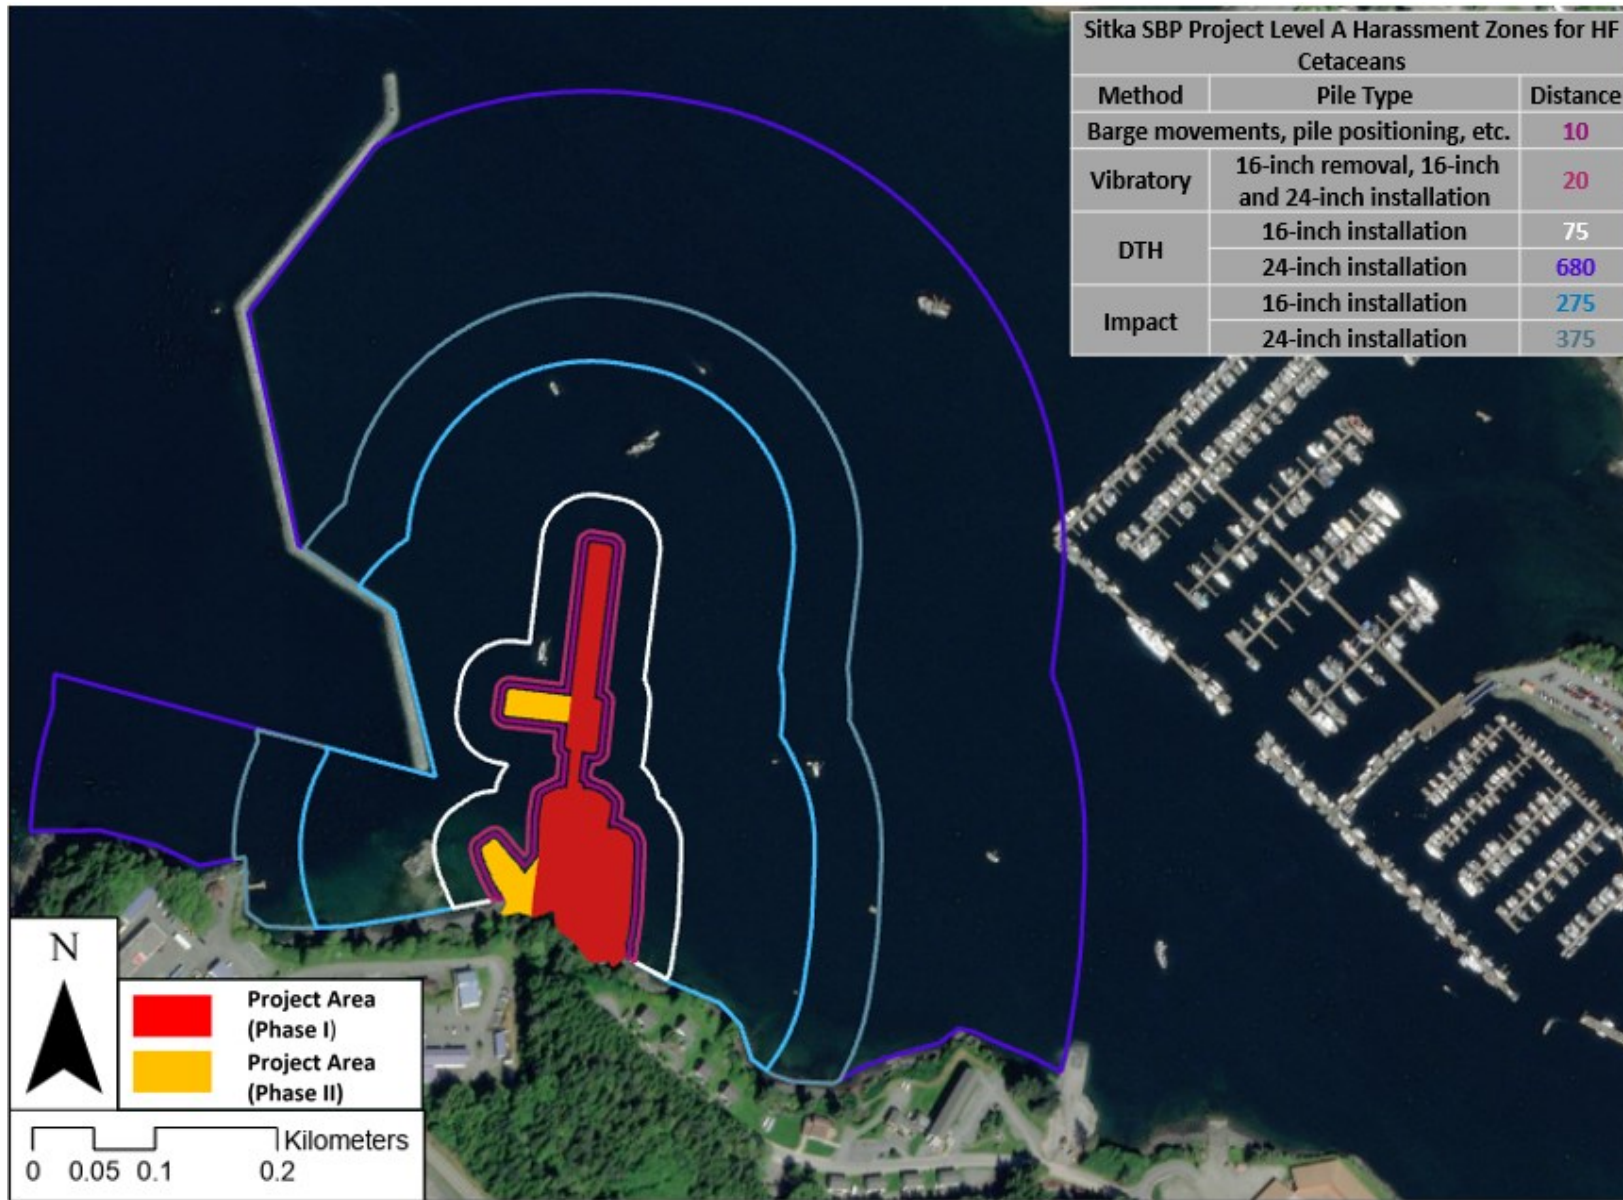 Sitka SBP Project Level A Harassment Zones for HF
Cetaceans
Method Pile Type Distance
Barge movements, pile positioning, etc. 10
Vibratory 16-inch removal, 16-inch
and 24-inch installation 20
DTH 16-inch installation 75
24-inch installation 680
Impact 16-inch installation 275
24-inch installation 375
N
Project Area
(Phase I)
Project Area
(Phase II)
Kilometers
0 0.05 0.1 0.2